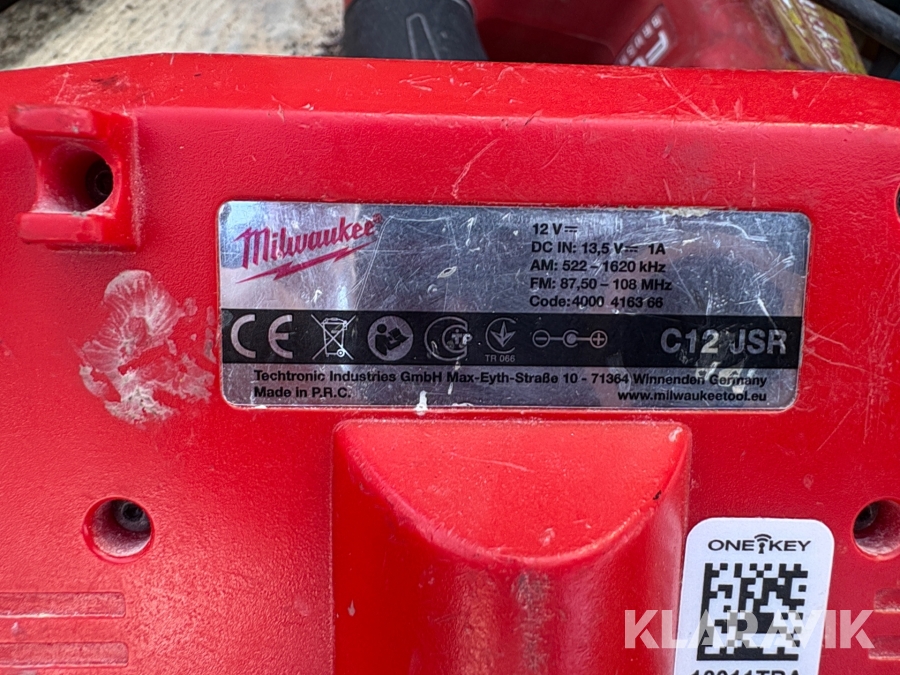 Milwaukee
12 V
DC IN: 13,5 V 1A
AM: 522 – 1620 kHz
FM: 87,50 – 108 MHz
Code: 4000 4163 66
CE
TR 066
C12 JSR
Techtronic Industries GmbH Max-Eyth-Straße 10 - 71364 Winnenden Germany
Made in P.R.C.
www.milwaukeetool.eu
ONE KEY
KLARAVIK